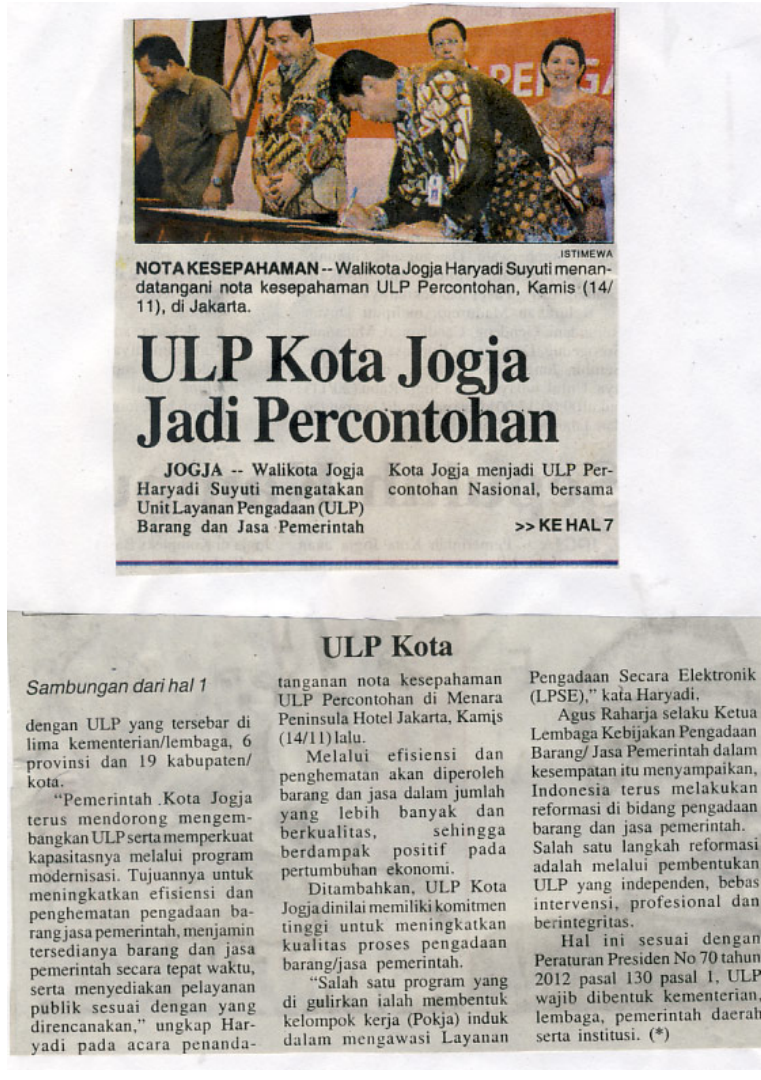 PENGA
ISTIMEWA
NOTA KESEPAHAMAN -- Walikota Jogja Haryadi Suyuti menan-
datangani nota kesepahaman ULP Percontohan, Kamis (14/
11), di Jakarta.
ULP Kota Jogja
Jadi Percontohan
JOGJA -- Walikota Jogja
Haryadi Suyuti mengatakan
Unit Layanan Pengadaan (ULP)
Barang dan Jasa Pemerintah
Kota Jogja menjadi ULP Per-
contohan Nasional, bersama
>> KE HAL 7
ULP Kota
Sambungan dari hal 1
dengan ULP yang tersebar di
lima kementerian/lembaga, 6
provinsi dan 19 kabupaten/
kota.
"Pemerintah Kota Jogja
terus mendorong mengem-
bangkan ULP serta memperkuat
kapasitasnya melalui program
modernisasi. Tujuannya untuk
meningkatkan efisiensi dan
penghematan pengadaan ba-
rang jasa pemerintah, menjamin
tersedianya barang dan jasa
pemerintah secara tepat waktu,
serta menyediakan pelayanan
publik sesuai dengan yang
direncanakan," ungkap Har-
yadi pada acara penanda-
tanganan nota kesepahaman
ULP Percontohan di Menara
Peninsula Hotel Jakarta, Kamis
(14/11) lalu.
Melalui efisiensi dan
penghematan akan diperoleh
barang dan jasa dalam jumlah
yang lebih banyak dan
berkualitas, sehingga
berdampak positif pada
pertumbuhan ekonomi.
Ditambahkan, ULP Kota
Jogja dinilai memiliki komitmen
tinggi untuk meningkatkan
kualitas proses pengadaan
barang/jasa pemerintah.
"Salah satu program yang
di gulirkan ialah membentuk
kelompok kerja (Pokja) induk
dalam mengawasi Layanan
Pengadaan Secara Elektronik
(LPSE)," kata Haryadi.
Agus Raharja selaku Ketua
Lembaga Kebijakan Pengadaan
Barang/ Jasa Pemerintah dalam
kesempatan itu menyampaikan,
Indonesia terus melakukan
reformasi di bidang pengadaan
barang dan jasa pemerintah.
Salah satu langkah reformasi
adalah melalui pembentukan
ULP yang independen, bebas
intervensi, profesional dan
berintegritas.
Hal ini sesuai dengan
Peraturan Presiden No 70 tahun
2012 pasal 130 pasal 1, ULP
wajib dibentuk kementerian,
lembaga, pemerintah daerah
serta institusi. (*)